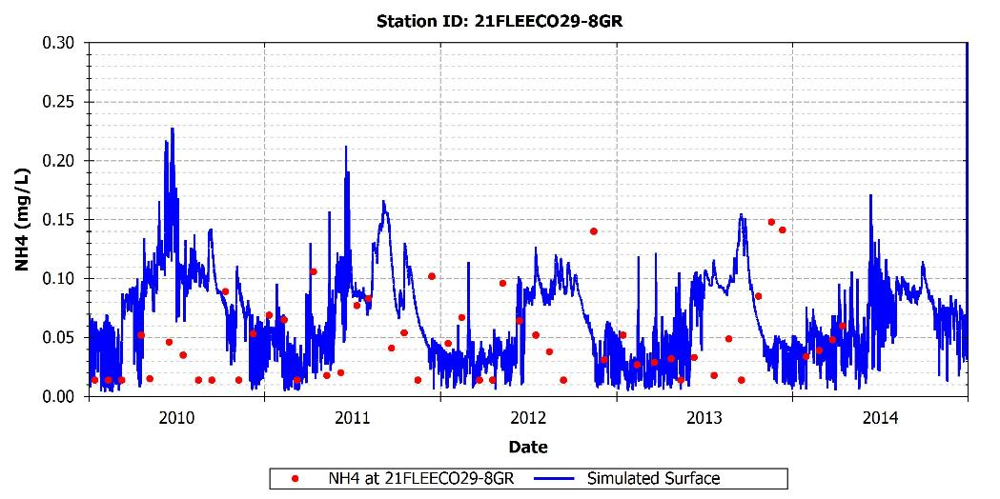 Station ID: 21FLEECO29-8GR
0.30
0.25
0.20
0.15
0.10
0.05
0.00
NH4 (mg/L)
2010 2011 2012 2013 2014
Date
NH4 at 21FLEECO29-8GR Simulated Surface